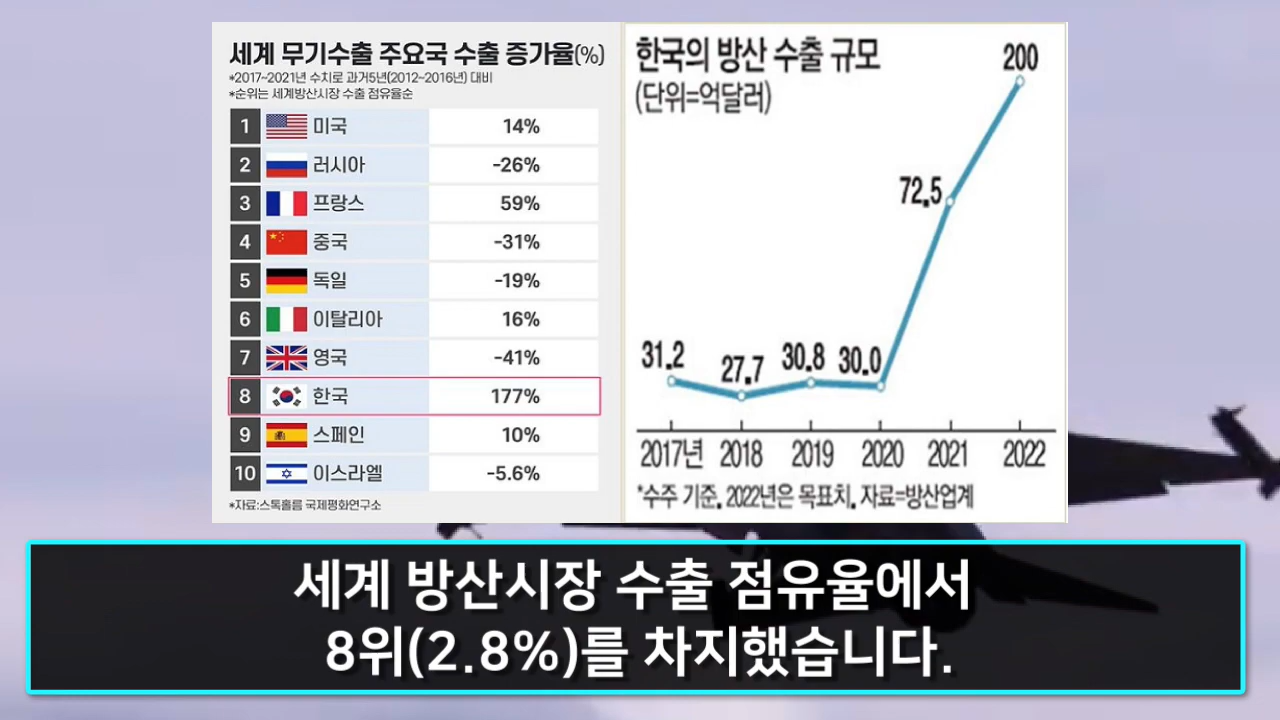 세계 무기수출 주요국 수출 증가율(%)
*2017~2021년 수치로 과거5년(2012~2016년) 대비
*순위는 세계방산시장 수출 점유율순
1 미국 14%
2 러시아 -26%
3 프랑스 59%
4 중국 -31%
5 독일 -19%
6 이탈리아 16%
7 영국 -41%
8 한국 177%
9 스페인 10%
10 이스라엘 -5.6%
*자료:스톡홀름 국제평화연구소
한국의 방산 수출 규모
(단위=억달러)
200
72.5
31.2 27.7 30.8 30.0
2017년 2018 2019 2020 2021 2022
*수주 기준. 2022년은 목표치. 자료=방산업계
세계 방산시장 수출 점유율에서
8위(2.8%)를 차지했습니다.